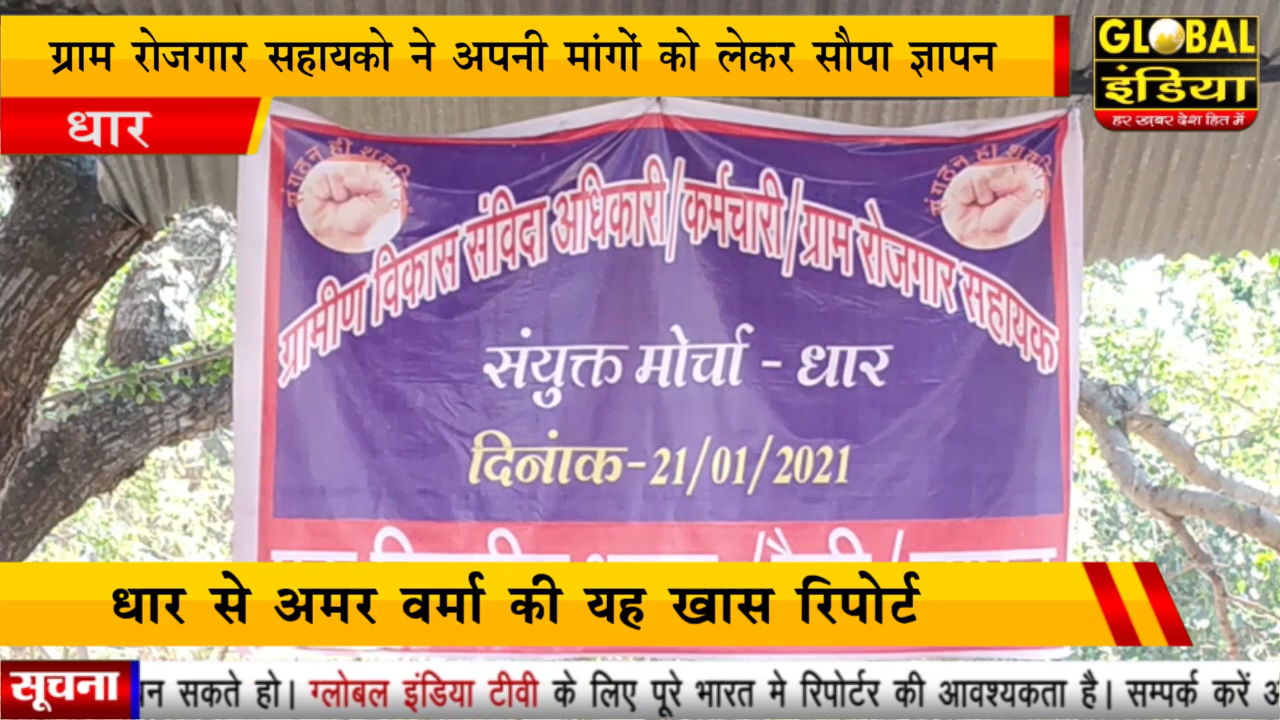 ग्राम रोजगार सहायको ने अपनी मांगों को लेकर सौपा ज्ञापन
GLOBAL
इंडिया
हर खबर देश हित में
धार
संगठन ही शक्ति
संगठन ही शक्ति
ग्रामीण विकास संविदा अधिकारी/कर्मचारी/ग्राम रोजगार सहायक
संयुक्त मोर्चा - धार
दिनांक-21/01/2021
धार से अमर वर्मा की यह खास रिपोर्ट
सूचना
सकते हो। ग्लोबल इंडिया टीवी के लिए पूरे भारत मे रिपोर्टर की आवश्यकता है। सम्पर्क करें